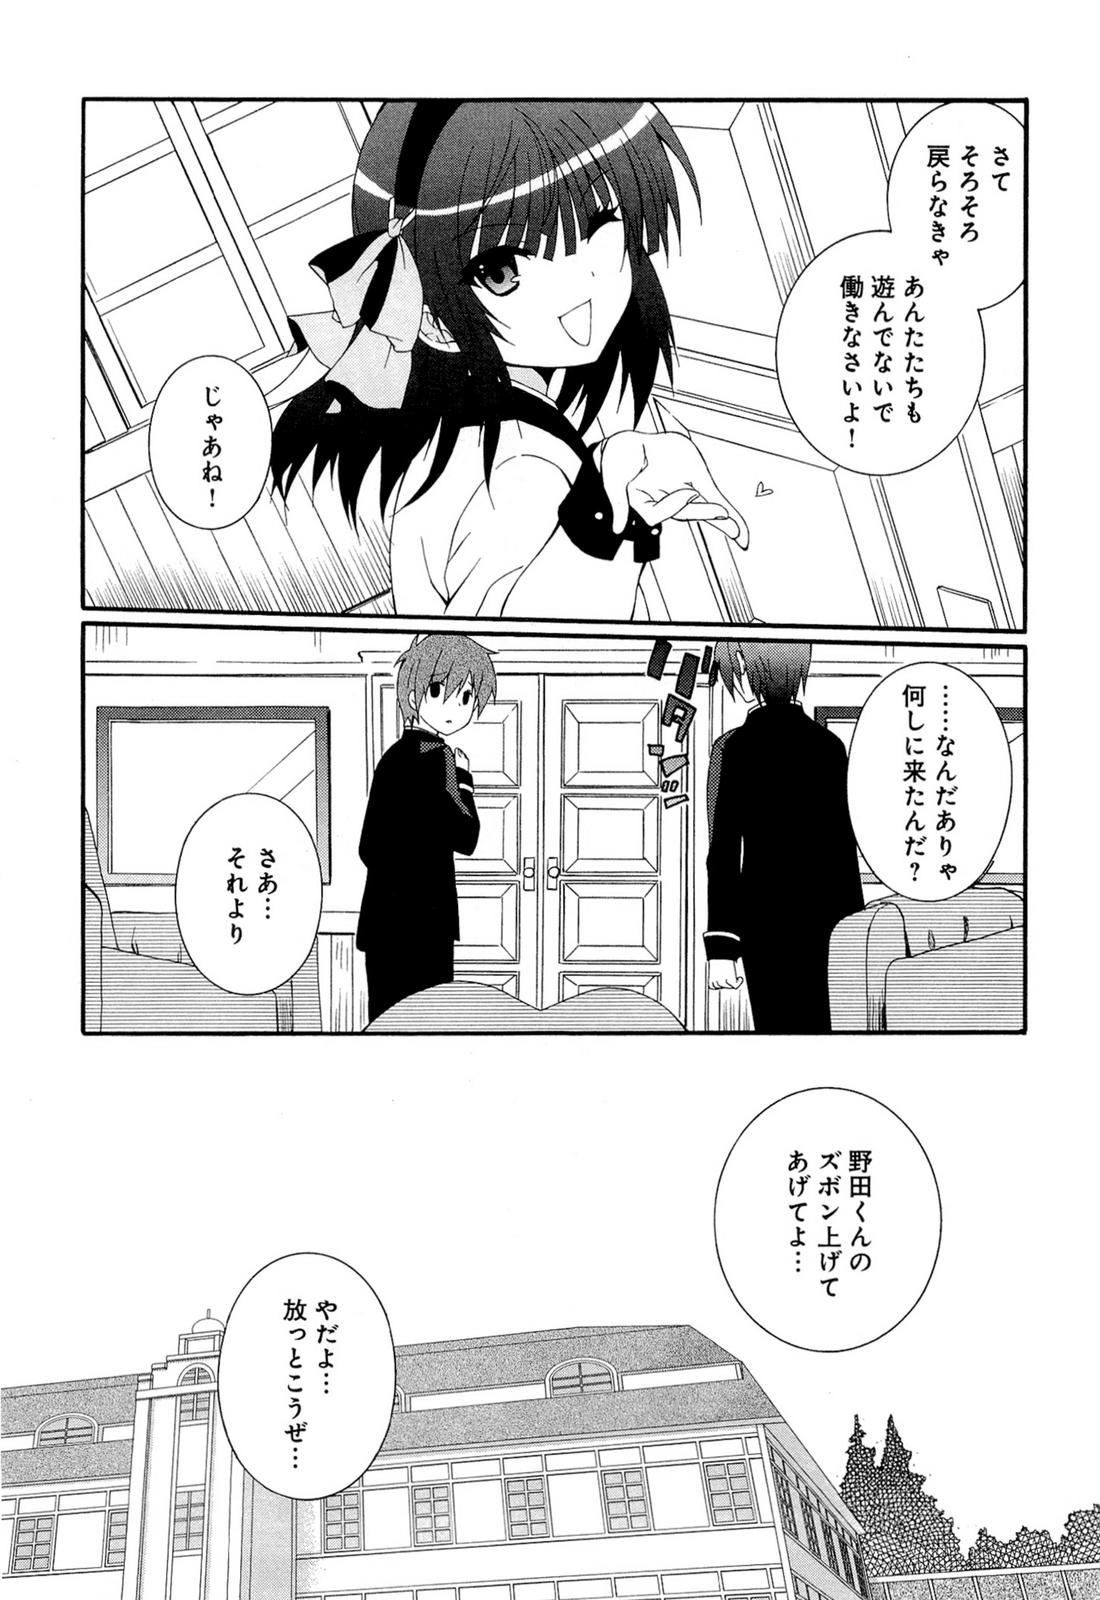 さて
そろそろ
戻らなきゃ
あんたたちも
遊んでないで
働きなさいよ！
じゃあね！
バタンッ
……なんだありゃ
何しに来たんだ？
さあ…
それより
野田くんの
ズボン上げて
あげてよ…
やだよ…
放っとこうぜ…